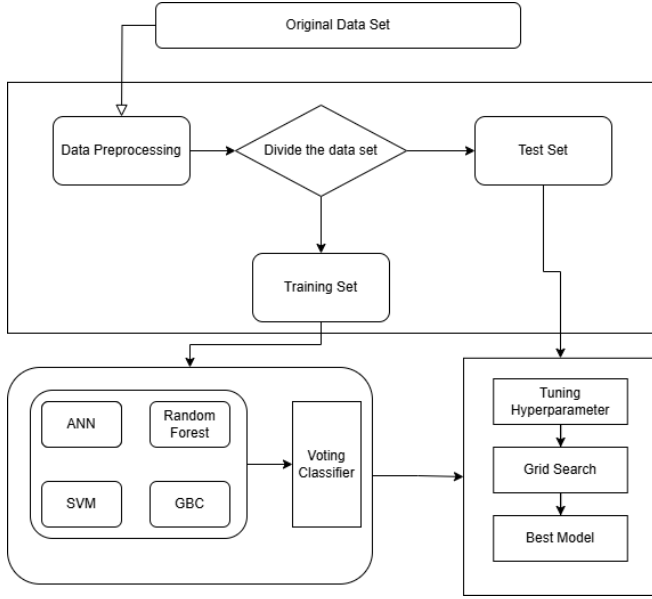 Original Data Set
Data Preprocessing
Divide the data set
Test Set
Training Set
ANN
Random
Forest
SVM
GBC
Voting
Classifier
Tuning
Hyperparameter
Grid Search
Best Model